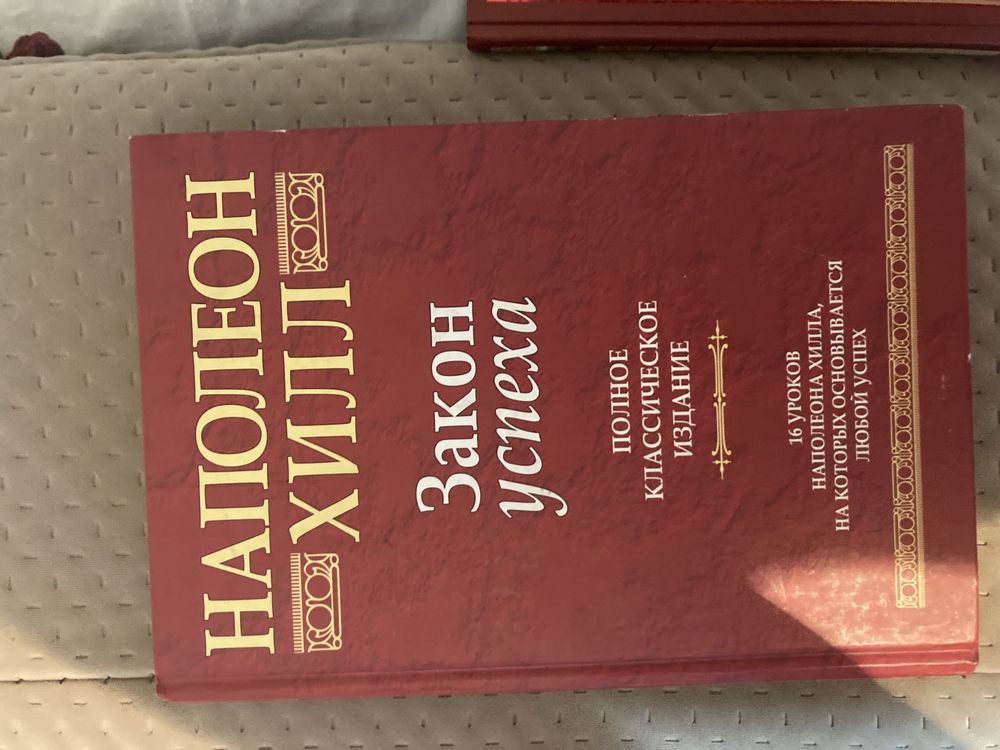 НАПОЛЕОН
ХИЛЛ
Закон
успеха
ПОЛНОЕ
КЛАССИЧЕСКОЕ
ИЗДАНИЕ
16 УРОКОВ
НАПОЛЕОНА ХИЛЛА,
НА КОТОРЫХ ОСНОВЫВАЕТСЯ
ЛЮБОЙ УСПЕХ